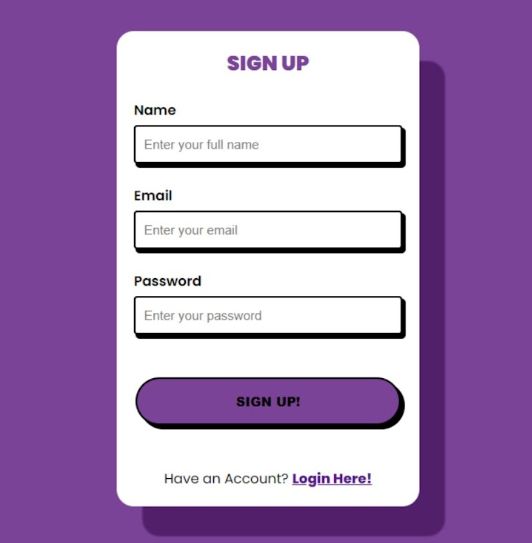 SIGN UP
Name
Enter your full name
Email
Enter your email
Password
Enter your password
SIGN UP!
Have an Account? Login Here!